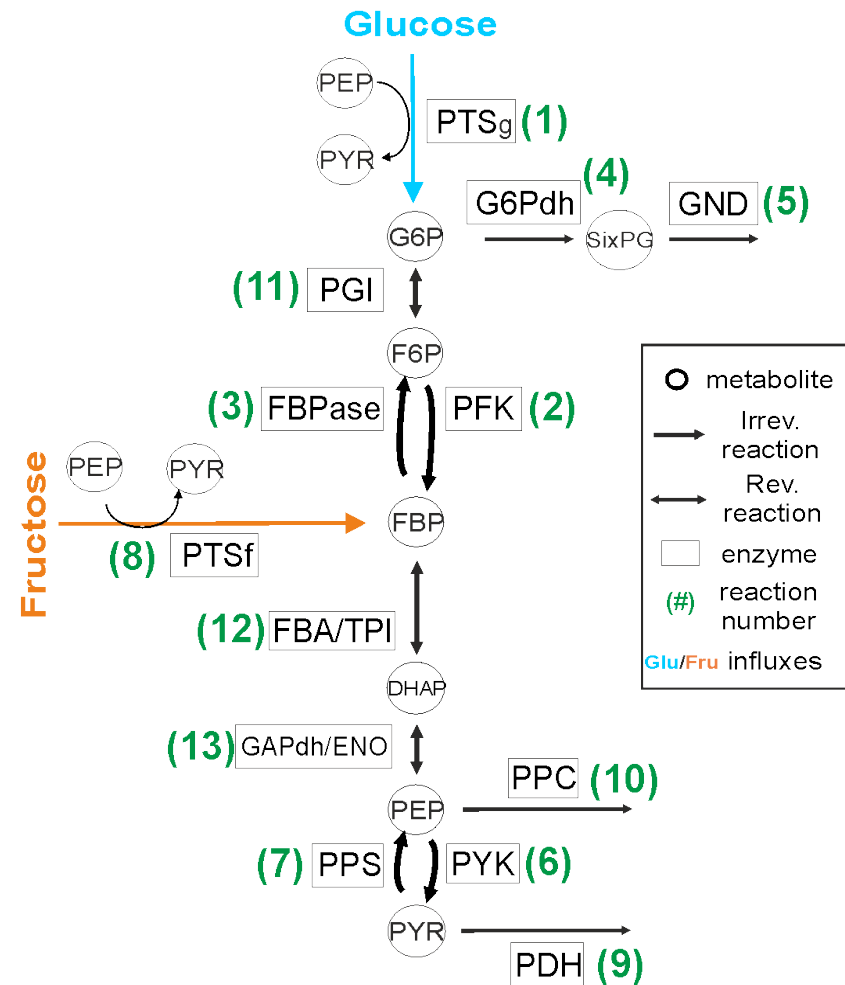 Glucose
PEP
PTSg (1)
PYR
G6P
G6Pdh (4)
SixPG
GND (5)
(11) PGI
F6P
(3) FBPase
PFK (2)
metabolite
Irrev.
reaction
Rev.
reaction
enzyme
(#) reaction
number
Glu/Fru influxes
Fructose
PEP
PYR
(8) PTSf
FBP
(12) FBA/TPI
DHAP
(13) GAPdh/ENO
PEP
PPC (10)
(7) PPS
PYK (6)
PYR
PDH (9)